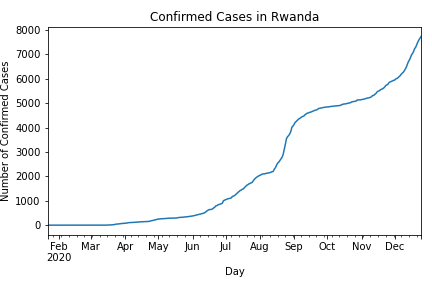 Confirmed Cases in Rwanda
Number of Confirmed Cases
8000
7000
6000
5000
4000
3000
2000
1000
0
Feb Mar Apr May Jun Jul Aug Sep Oct Nov Dec
2020
Day